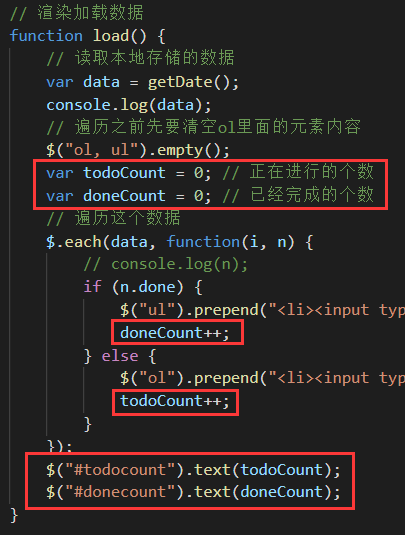 // 渲染加载数据
function load() {
// 读取本地存储的数据
var data = getDate();
console.log(data);
// 遍历之前先要清空ol里面的元素内容
$("ol, ul").empty();
var todoCount = 0; // 正在进行的个数
var doneCount = 0; // 已经完成的个数
// 遍历这个数据
$.each(data, function(i, n) {
// console.log(n);
if (n.done) {
$("ul").prepend("<li><input typ
doneCount++;
} else {
$("ol").prepend("<li><input typ
todoCount++;
}
});
$("#todocount").text(todoCount);
$("#donecount").text(doneCount);
}